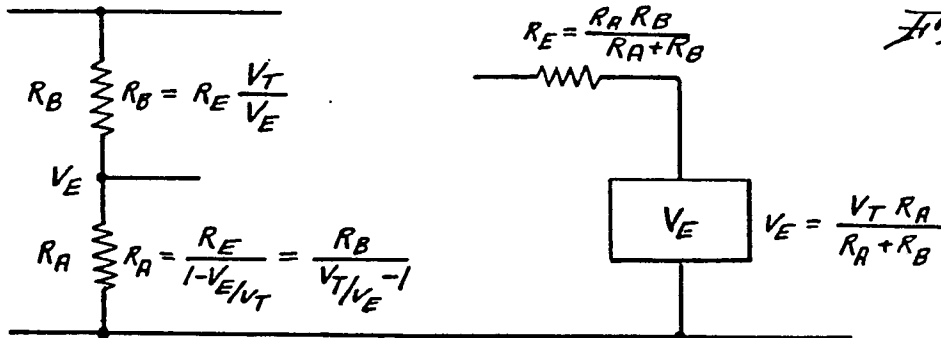 R_B R_B = R_E V_T / V_E
V_E
R_A R_A = R_E / (1-V_E/V_T) = R_B / (V_T/V_E -1)
R_E = R_A R_B / (R_A+R_B)
V_E V_E = V_T R_A / (R_A+R_B)